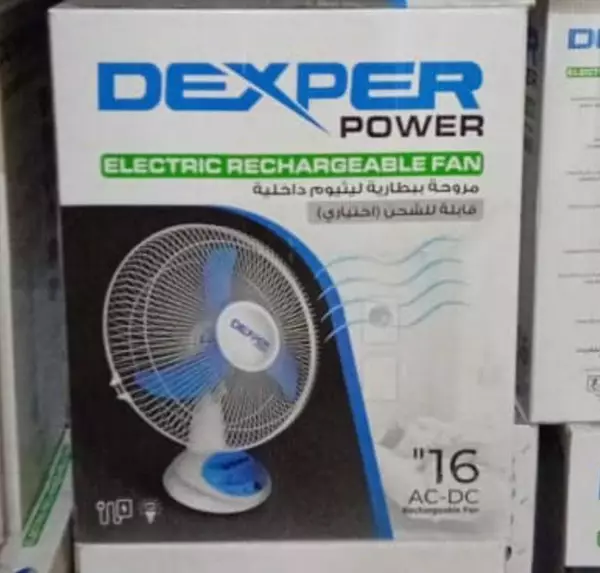 DEXPER
POWER
ELECTRIC RECHARGEABLE FAN
مروحة ببطارية ليثيوم داخلية
قابلة للشحن (اختياري)
DEXPER
"16
AC-DC
Rechargeable Fan